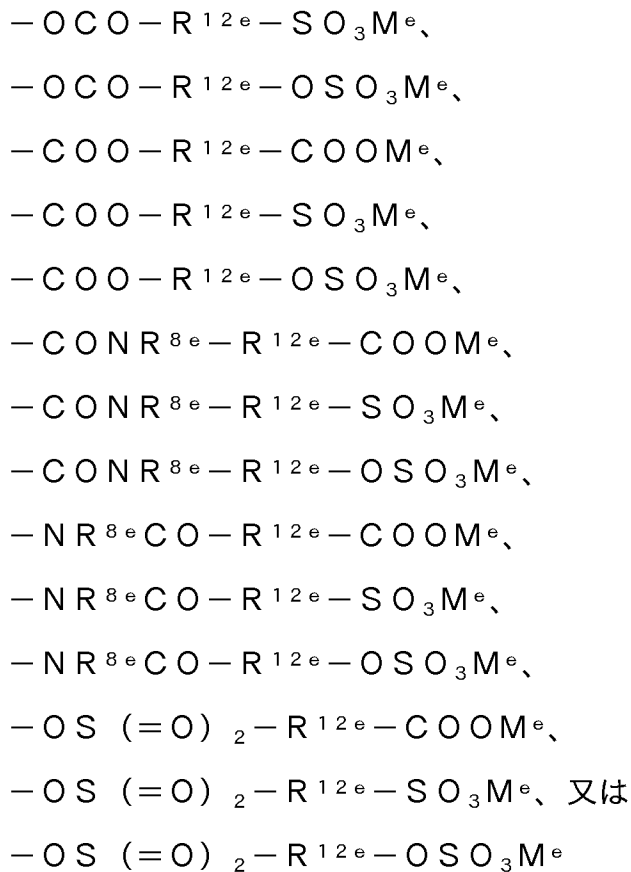 －ＯＣＯ－Ｒ¹²ᵉ－ＳＯ₃Ｍᵉ、
－ＯＣＯ－Ｒ¹²ᵉ－ＯＳＯ₃Ｍᵉ、
－ＣＯＯ－Ｒ¹²ᵉ－ＣＯＯＭᵉ、
－ＣＯＯ－Ｒ¹²ᵉ－ＳＯ₃Ｍᵉ、
－ＣＯＯ－Ｒ¹²ᵉ－ＯＳＯ₃Ｍᵉ、
－ＣＯＮＲ⁸ᵉ－Ｒ¹²ᵉ－ＣＯＯＭᵉ、
－ＣＯＮＲ⁸ᵉ－Ｒ¹²ᵉ－ＳＯ₃Ｍᵉ、
－ＣＯＮＲ⁸ᵉ－Ｒ¹²ᵉ－ＯＳＯ₃Ｍᵉ、
－ＮＲ⁸ᵉＣＯ－Ｒ¹²ᵉ－ＣＯＯＭᵉ、
－ＮＲ⁸ᵉＣＯ－Ｒ¹²ᵉ－ＳＯ₃Ｍᵉ、
－ＮＲ⁸ᵉＣＯ－Ｒ¹²ᵉ－ＯＳＯ₃Ｍᵉ、
－ＯＳ（＝Ｏ）₂－Ｒ¹²ᵉ－ＣＯＯＭᵉ、
－ＯＳ（＝Ｏ）₂－Ｒ¹²ᵉ－ＳＯ₃Ｍᵉ、又は
－ＯＳ（＝Ｏ）₂－Ｒ¹²ᵉ－ＯＳＯ₃Ｍᵉ